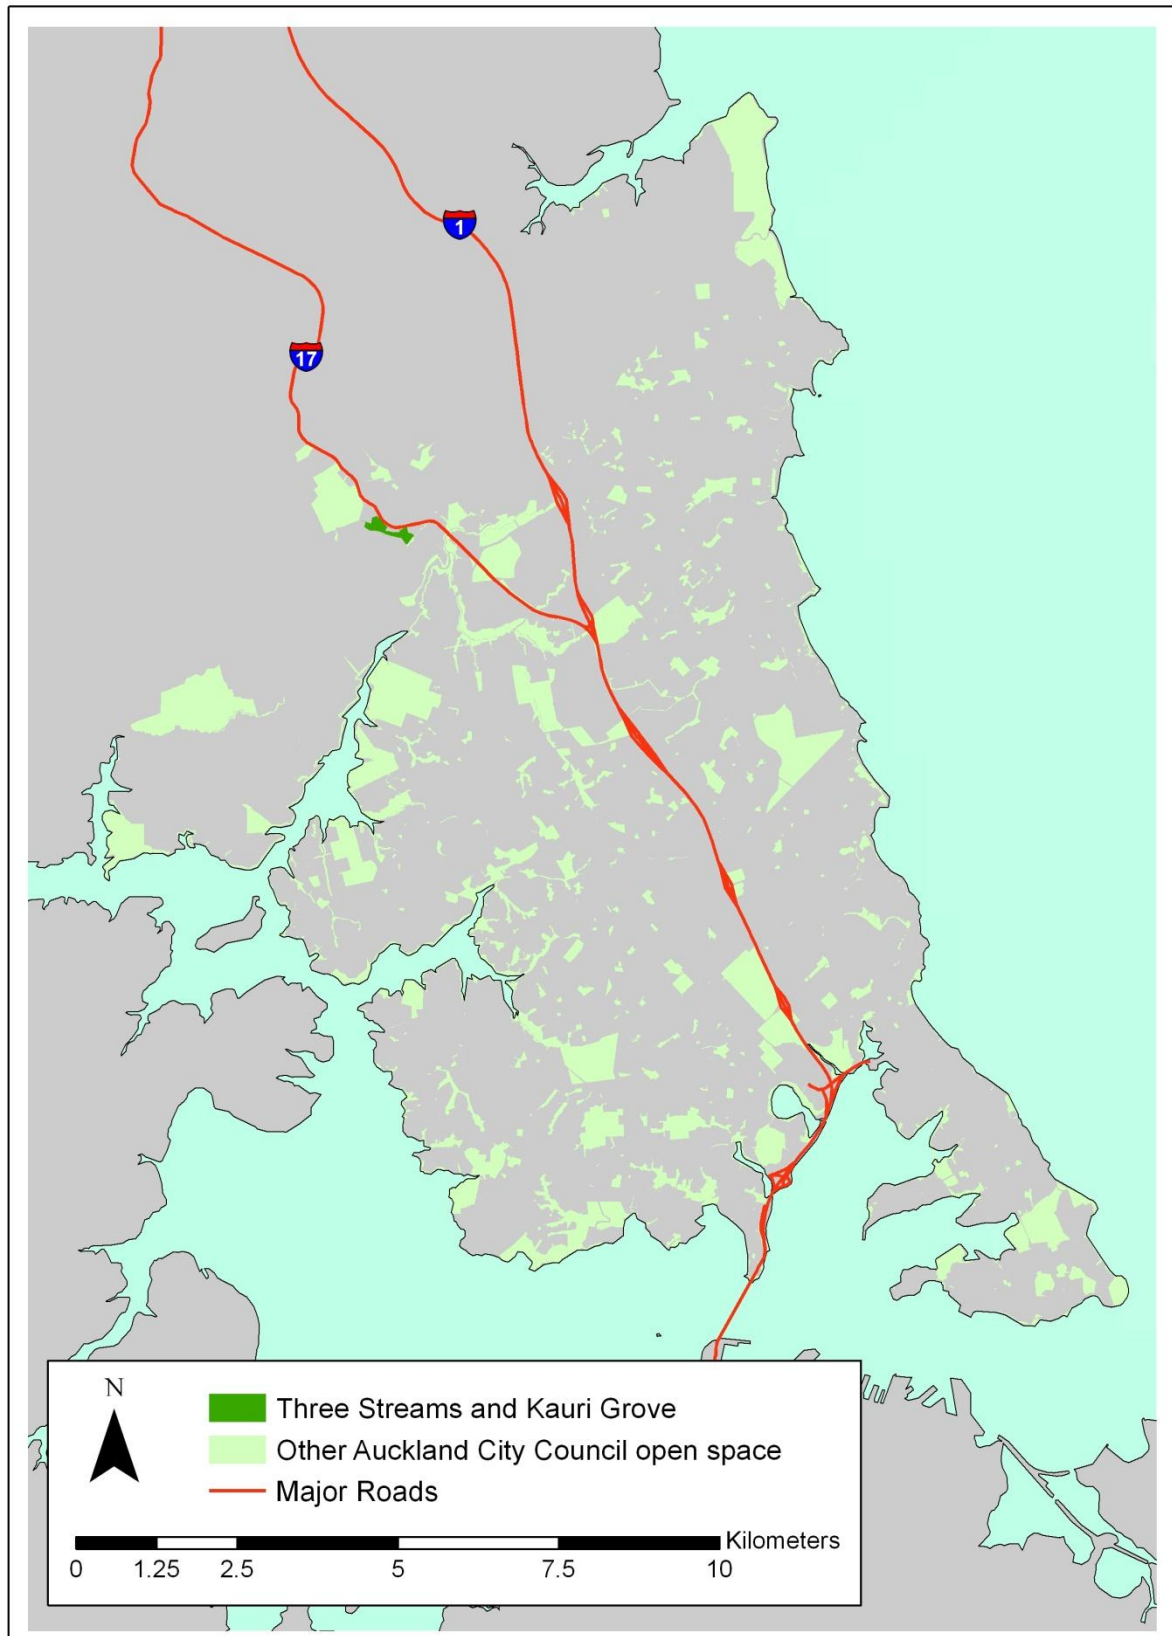 1
17
N
Three Streams and Kauri Grove
Other Auckland City Council open space
Major Roads
Kilometers
0 1.25 2.5 5 7.5 10